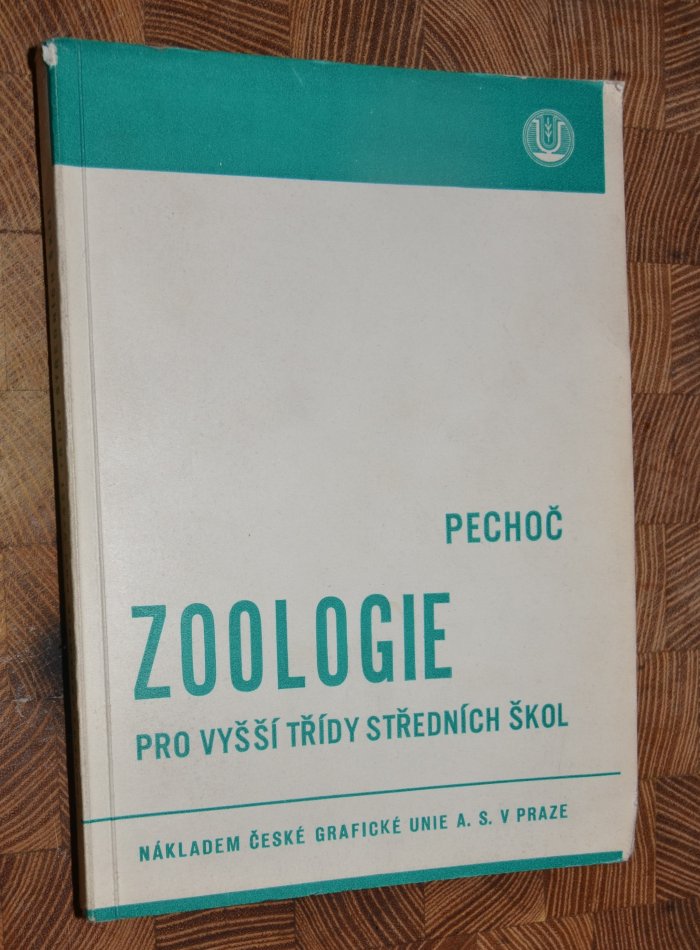 PECHOČ
ZOOLOGIE
PRO VYŠŠÍ TŘÍDY STŘEDNÍCH ŠKOL
NÁKLADEM ČESKÉ GRAFICKÉ UNIE A. S. V PRAZE